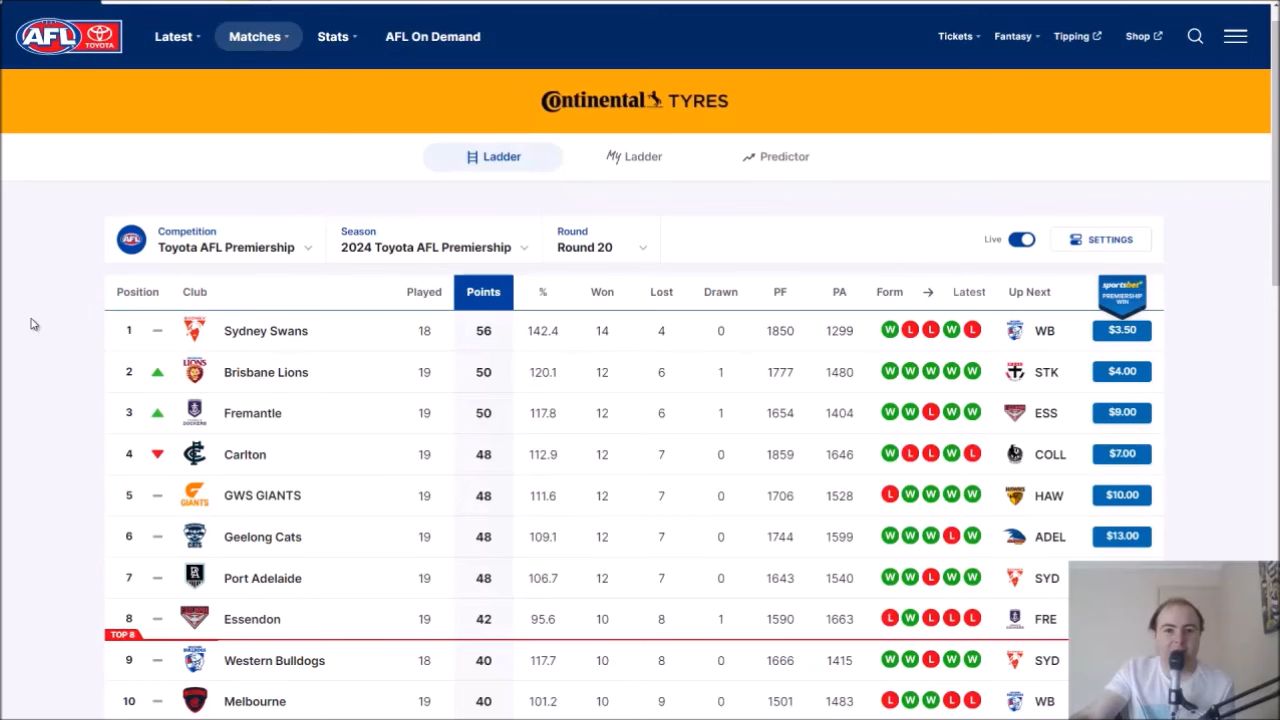 AFL TOYOTA Latest Matches Stats AFL On Demand Tickets Fantasy Tipping Shop
Continental TYRES
Ladder My Ladder Predictor
Competition Season Round
AFL Toyota AFL Premiership 2024 Toyota AFL Premiership Round 20 Live SETTINGS
sportsbet
PREMIERSHIP WIN
Position Club Played Points % Won Lost Drawn PF PA Form → Latest Up Next
1 Sydney Swans 18 56 142.4 14 4 0 1850 1299 W L L W L WB $3.50
2 LIONS Brisbane Lions 19 50 120.1 12 6 1 1777 1480 W W W W W STK $4.00
3 Fremantle 19 50 117.8 12 6 1 1654 1404 W W L W W ESS $9.00
4 Carlton 19 48 112.9 12 7 0 1859 1646 W L L W L COLL $7.00
5 GIANTS GWS GIANTS 19 48 111.6 12 7 0 1706 1528 L W W W W HAW $10.00
6 Geelong Cats 19 48 109.1 12 7 0 1744 1599 W W W L W ADEL $13.00
7 PA Port Adelaide 19 48 106.7 12 7 0 1643 1540 W W L W W SYD
8 Essendon 19 42 95.6 10 8 1 1590 1663 L W L L L FRE
TOP 8
9 Western Bulldogs 18 40 117.7 10 8 0 1666 1415 W W L W W SYD
10 Melbourne 19 40 101.2 10 9 0 1501 1483 L W W L L WB